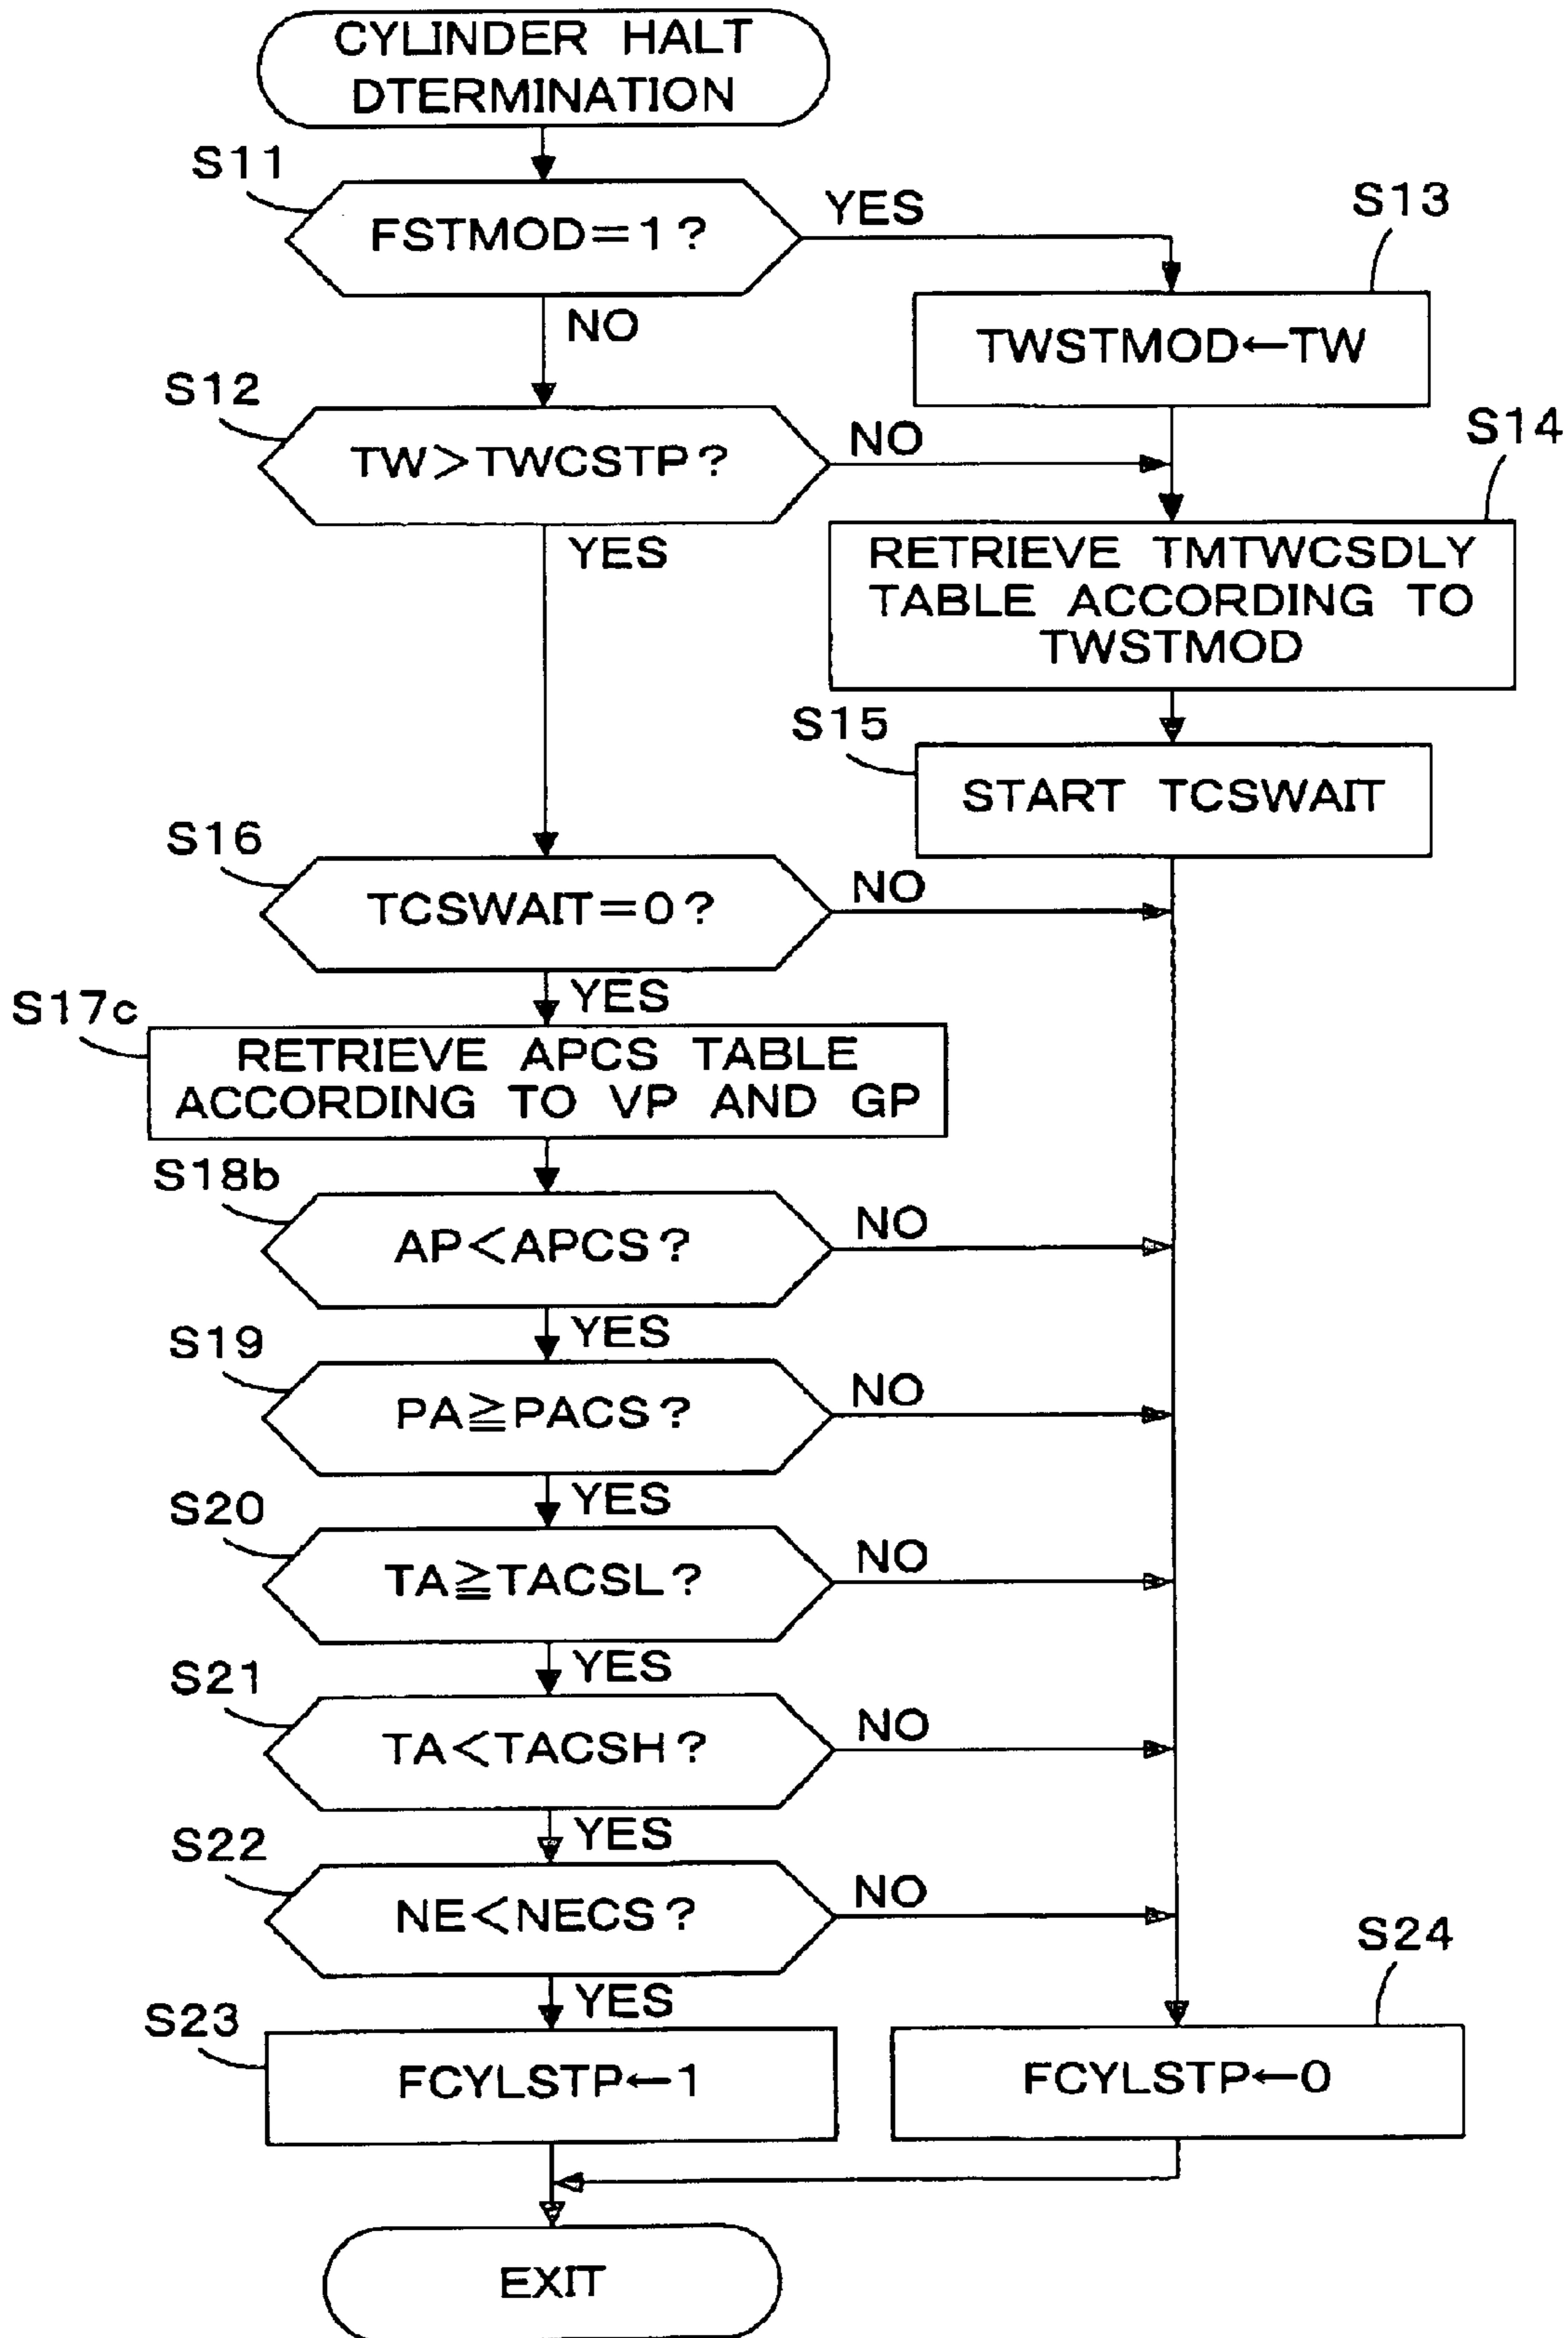 CYLINDER HALT
DTERMINATION
S11
FSTMOD=1?
YES
S13
NO
TWSTMOD←TW
S12
TW>TWCSTP?
NO
S14
YES
RETRIEVE TMTWCSDLY
TABLE ACCORDING TO
TWSTMOD
S15
START TCSWAIT
S16
TCSWAIT=0?
NO
YES
S17c
RETRIEVE APCS TABLE
ACCORDING TO VP AND GP
S18b
AP<APCS?
NO
YES
S19
PA≧PACS?
NO
YES
S20
TA≧TACSL?
NO
YES
S21
TA<TACSH?
NO
YES
S22
NE<NECS?
NO
YES
S23
FCYLSTP←1
S24
FCYLSTP←0
EXIT